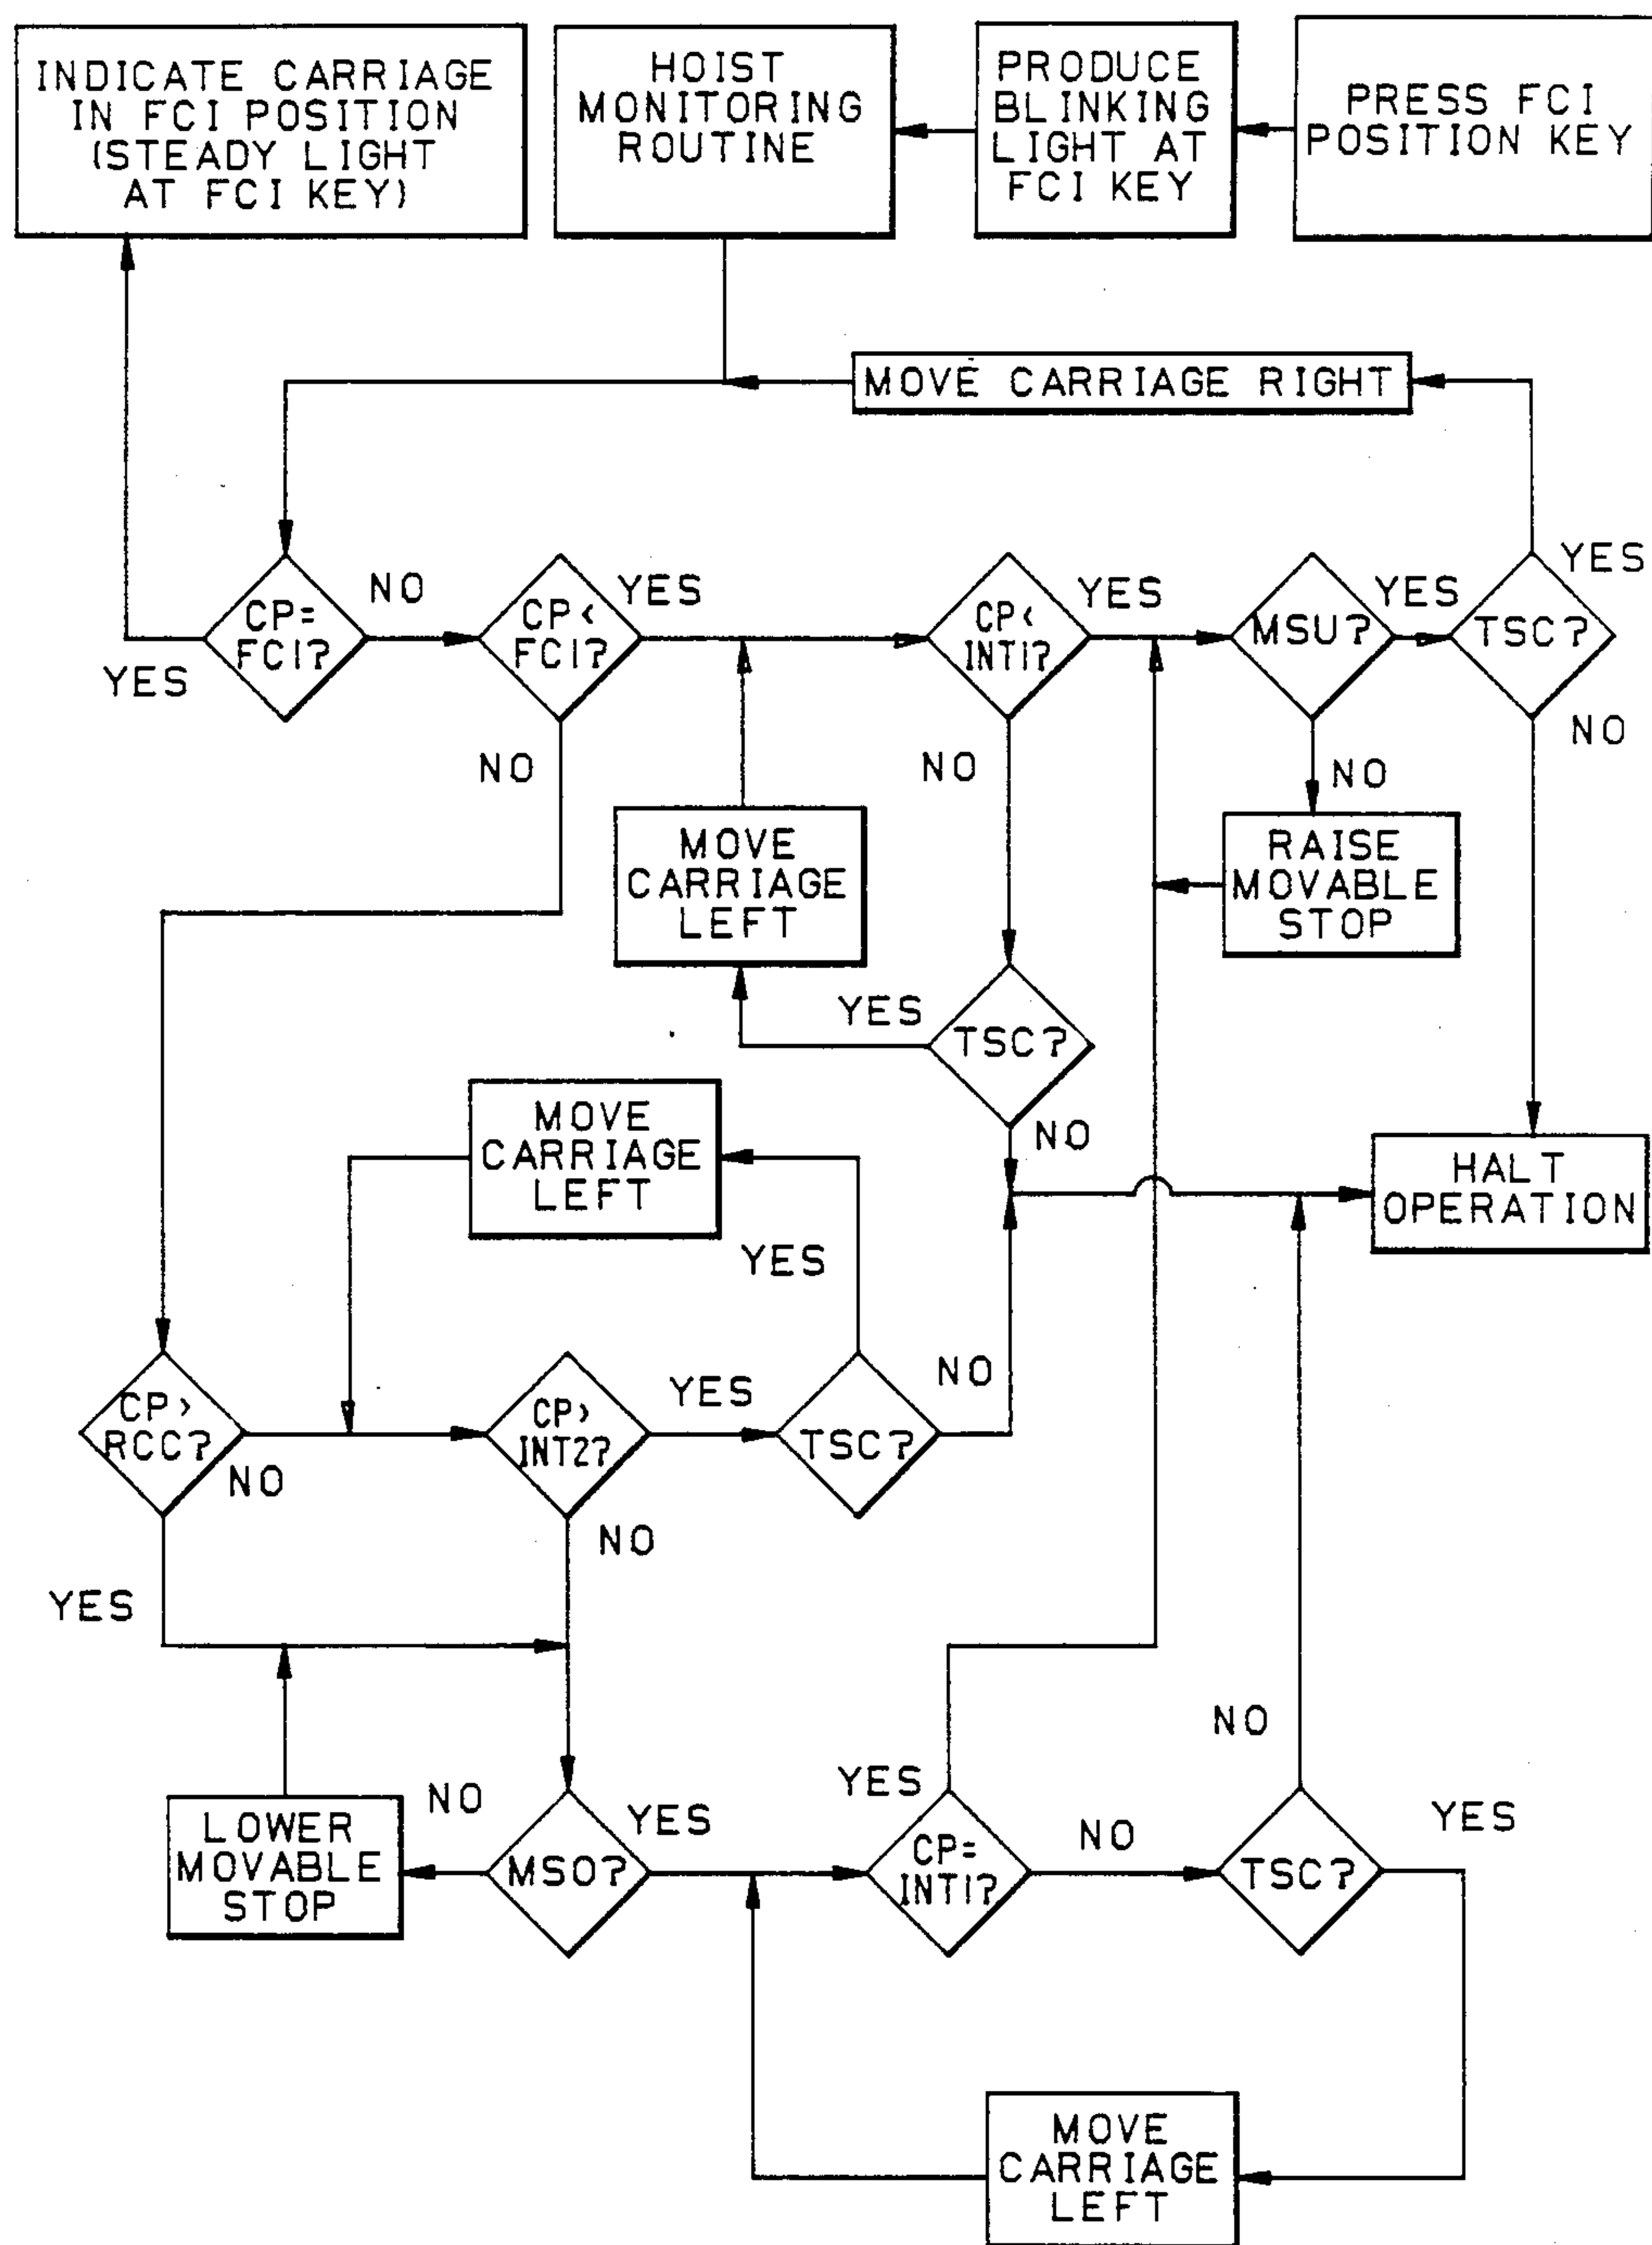 INDICATE CARRIAGE
IN FCI POSITION
(STEADY LIGHT
AT FCI KEY)
HOIST
MONITORING
ROUTINE
PRODUCE
BLINKING
LIGHT AT
FCI KEY
PRESS FCI
POSITION KEY
MOVE CARRIAGE RIGHT
CP=
FCI?
YES
NO
CP<
FCI?
YES
NO
CP<
INT1?
YES
NO
MSU?
YES
NO
TSC?
YES
NO
MOVE
CARRIAGE
LEFT
RAISE
MOVABLE
STOP
TSC?
YES
NO
MOVE
CARRIAGE
LEFT
HALT
OPERATION
CP>
RCC?
NO
YES
CP>
INT2?
YES
NO
TSC?
YES
NO
LOWER
MOVABLE
STOP
NO
MSO?
YES
CP=
INT1?
YES
NO
TSC?
NO
YES
MOVE
CARRIAGE
LEFT